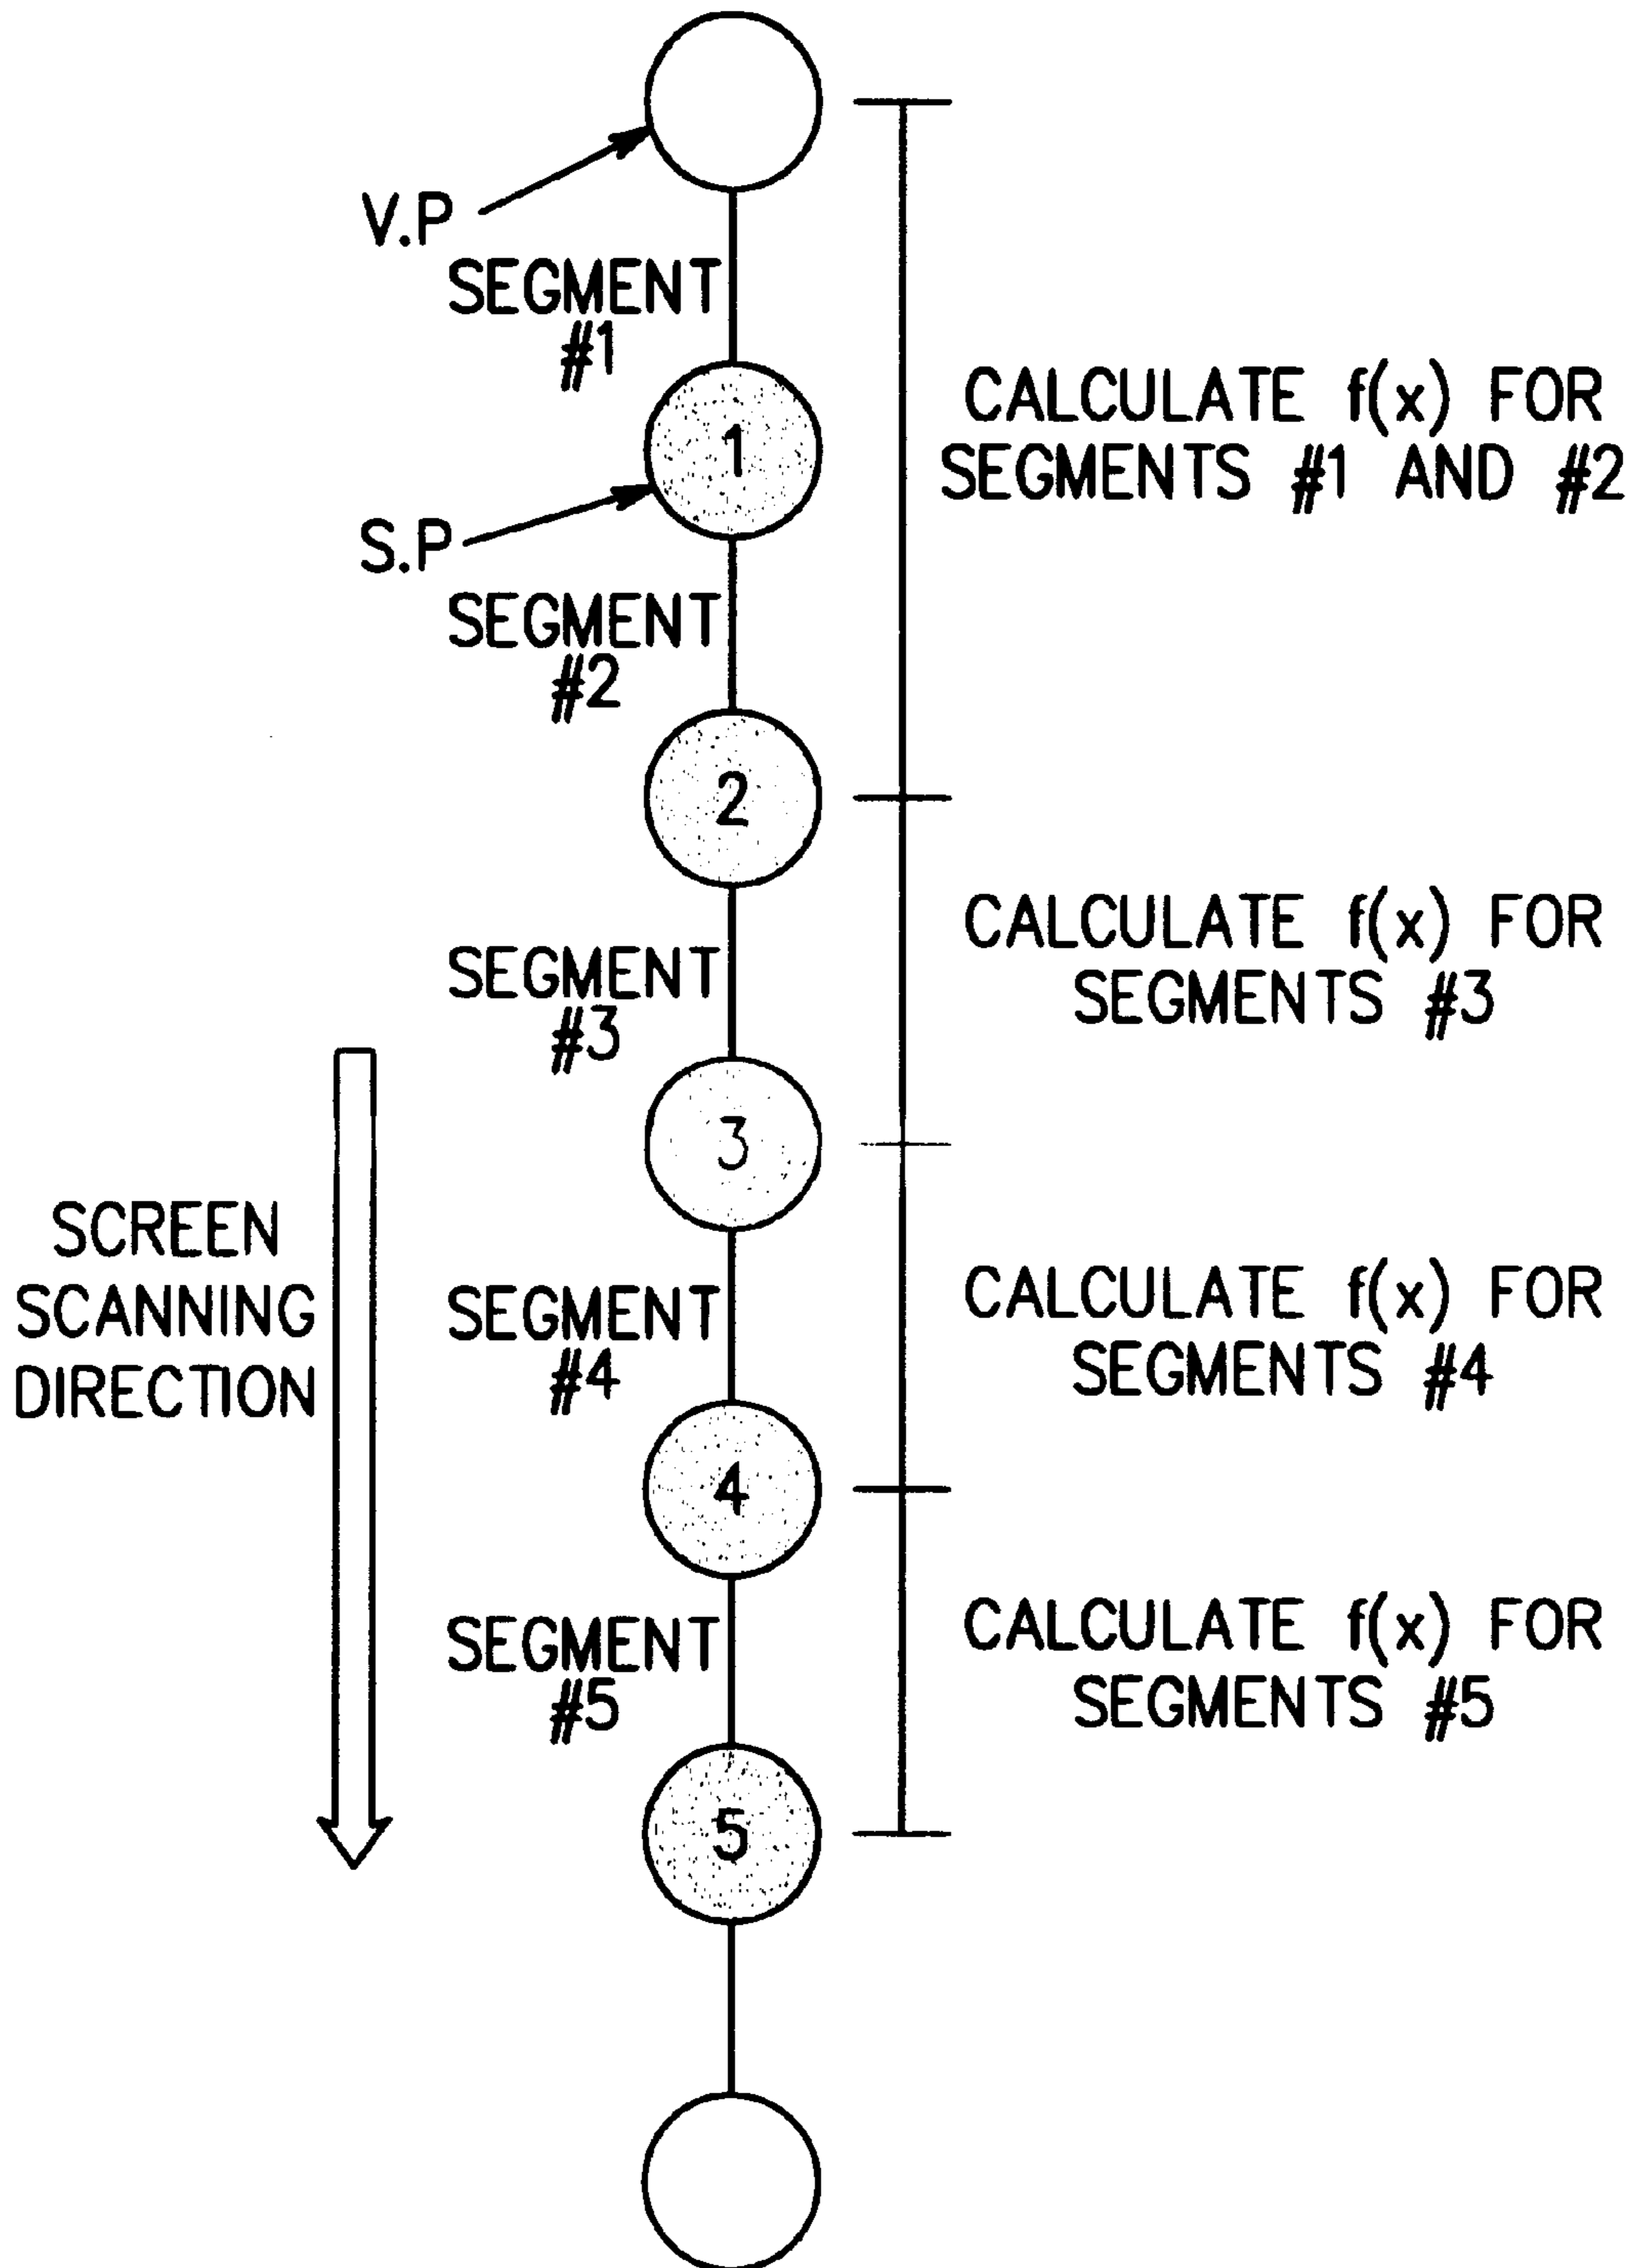 V.P
SEGMENT
#1
1
CALCULATE f(x) FOR
SEGMENTS #1 AND #2
S.P
SEGMENT
#2
2
CALCULATE f(x) FOR
SEGMENTS #3
SEGMENT
#3
3
SCREEN
SCANNING
DIRECTION
SEGMENT
#4
CALCULATE f(x) FOR
SEGMENTS #4
4
SEGMENT
#5
CALCULATE f(x) FOR
SEGMENTS #5
5